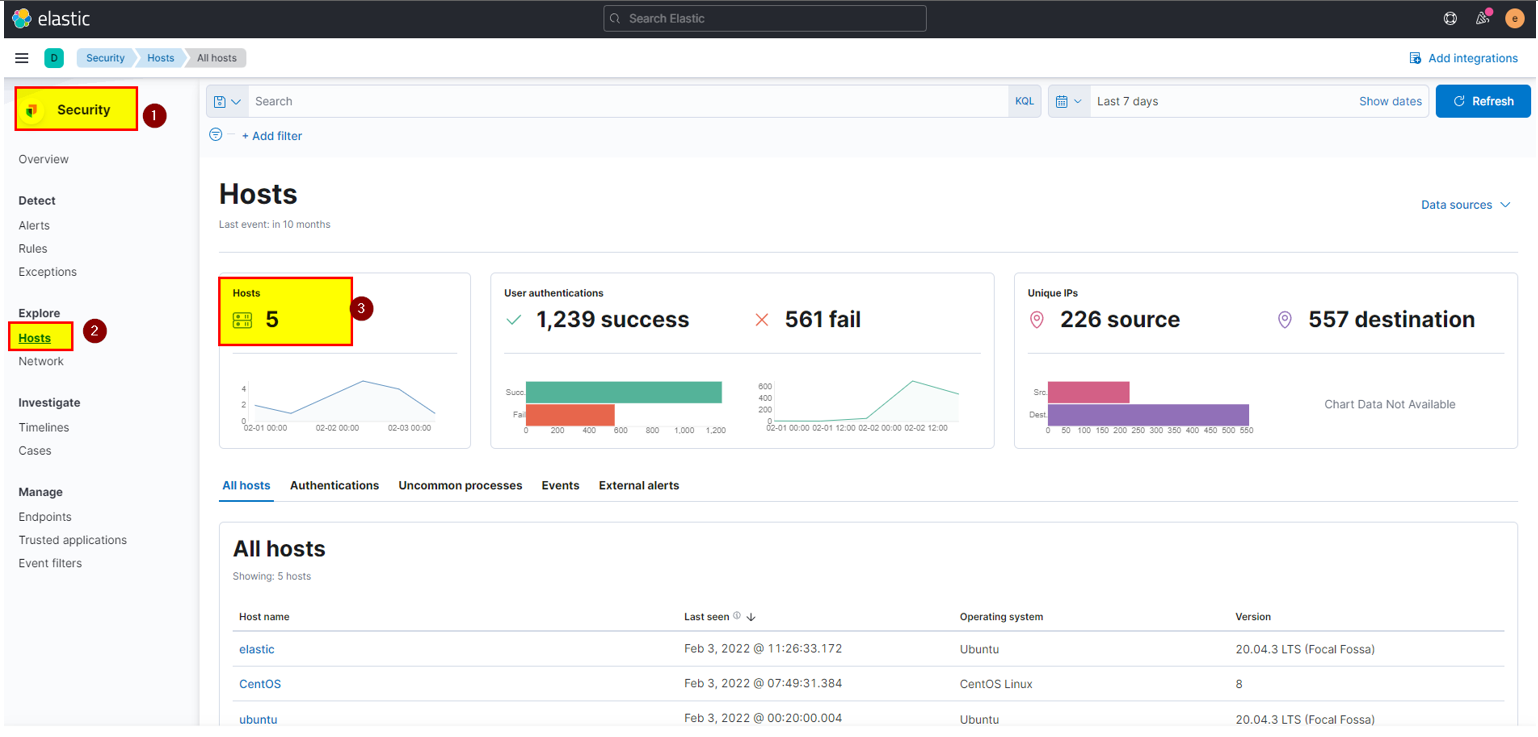 elastic
Search Elastic
e
D
Security
Hosts
All hosts
Add integrations
Security
1
Search
KQL
Last 7 days
Show dates
Refresh
+ Add filter
Overview
Detect
Alerts
Rules
Exceptions
Explore
Hosts
2
Network
Investigate
Timelines
Cases
Manage
Endpoints
Trusted applications
Event filters
Hosts
Last event: in 10 months
Data sources
Hosts
5
3
4
2
0
02-01 00:00 02-02 00:00 02-03 00:00
User authentications
1,239 success
561 fail
Succ.
Fail
0 200 400 600 800 1,000 1,200
600
400
200
0
02-01 00:00 02-01 12:00 02-02 00:00 02-02 12:00
Unique IPs
226 source
557 destination
Src.
Dest.
0 50 100 150 200 250 300 350 400 450 500 550
Chart Data Not Available
All hosts Authentications Uncommon processes Events External alerts
All hosts
Showing: 5 hosts
Host name Last seen Operating system Version
elastic Feb 3, 2022 @ 11:26:33.172 Ubuntu 20.04.3 LTS (Focal Fossa)
CentOS Feb 3, 2022 @ 07:49:31.384 CentOS Linux 8
ubuntu Feb 3, 2022 @ 00:20:00.004 Ubuntu 20.04.3 LTS (Focal Fossa)